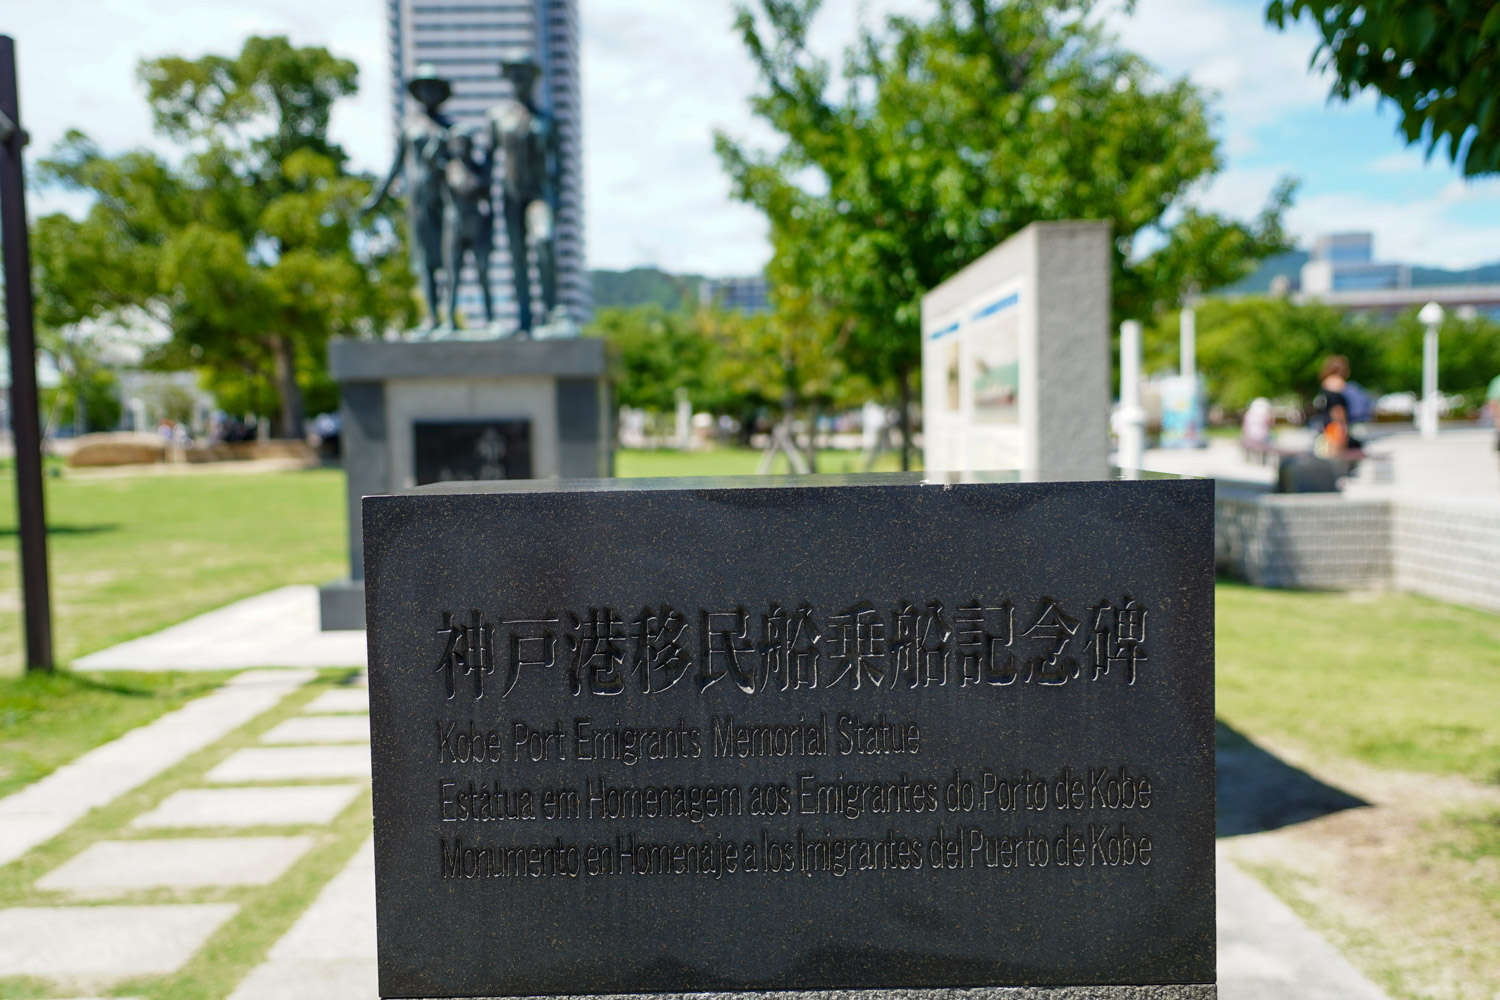 神戸港移民船乗船記念碑
Kobe Port Emigrants Memorial Statue
Estátua em Homenagem aos Emigrantes do Porto de Kobe
Monumento en Homenaje a los Imigrantes del Puerto de Kobe